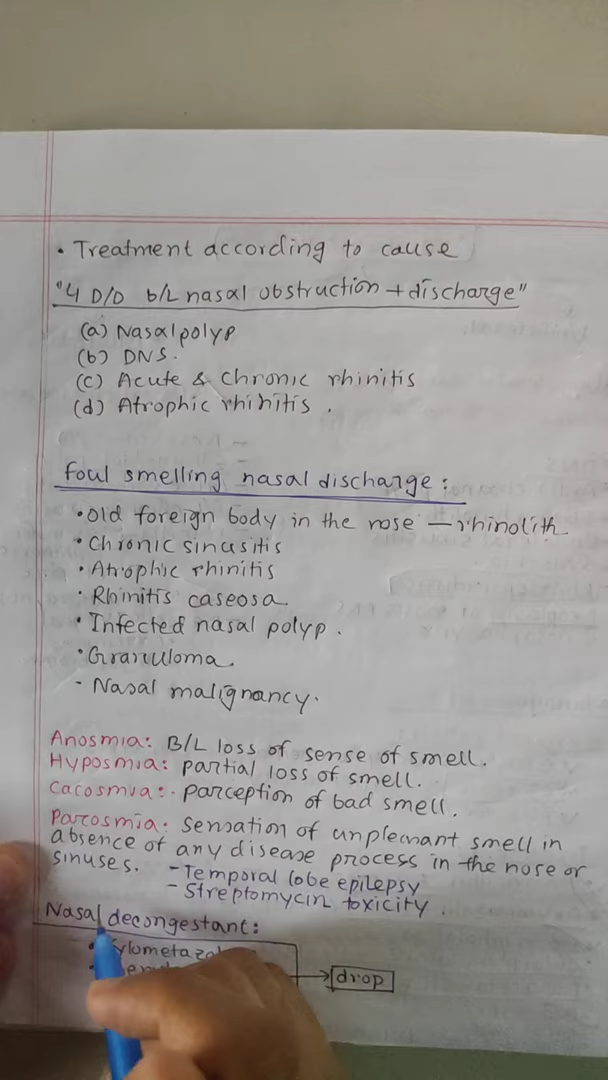 • Treatment according to cause
"4 D/D b/L nasal obstruction + discharge"
(a) Nasal polyp
(b) DNS.
(c) Acute & chronic rhinitis
(d) Atrophic rhinitis.
foul smelling nasal discharge:
• Old foreign body in the nose — rhinolith
• Chronic sinusitis
• Atrophic rhinitis
• Rhinitis caseosa
• Infected nasal polyp.
• Granuloma
- Nasal malignancy.
Anosmia: B/L loss of sense of smell.
Hyposmia: partial loss of smell.
Cacosmia: parception of bad smell.
Parosmia: Sensation of unpleasant smell in
absence of any disease process in the nose or
sinuses. - Temporal lobe epilepsy
- Streptomycin toxicity.
Nasal decongestant:
→ drop